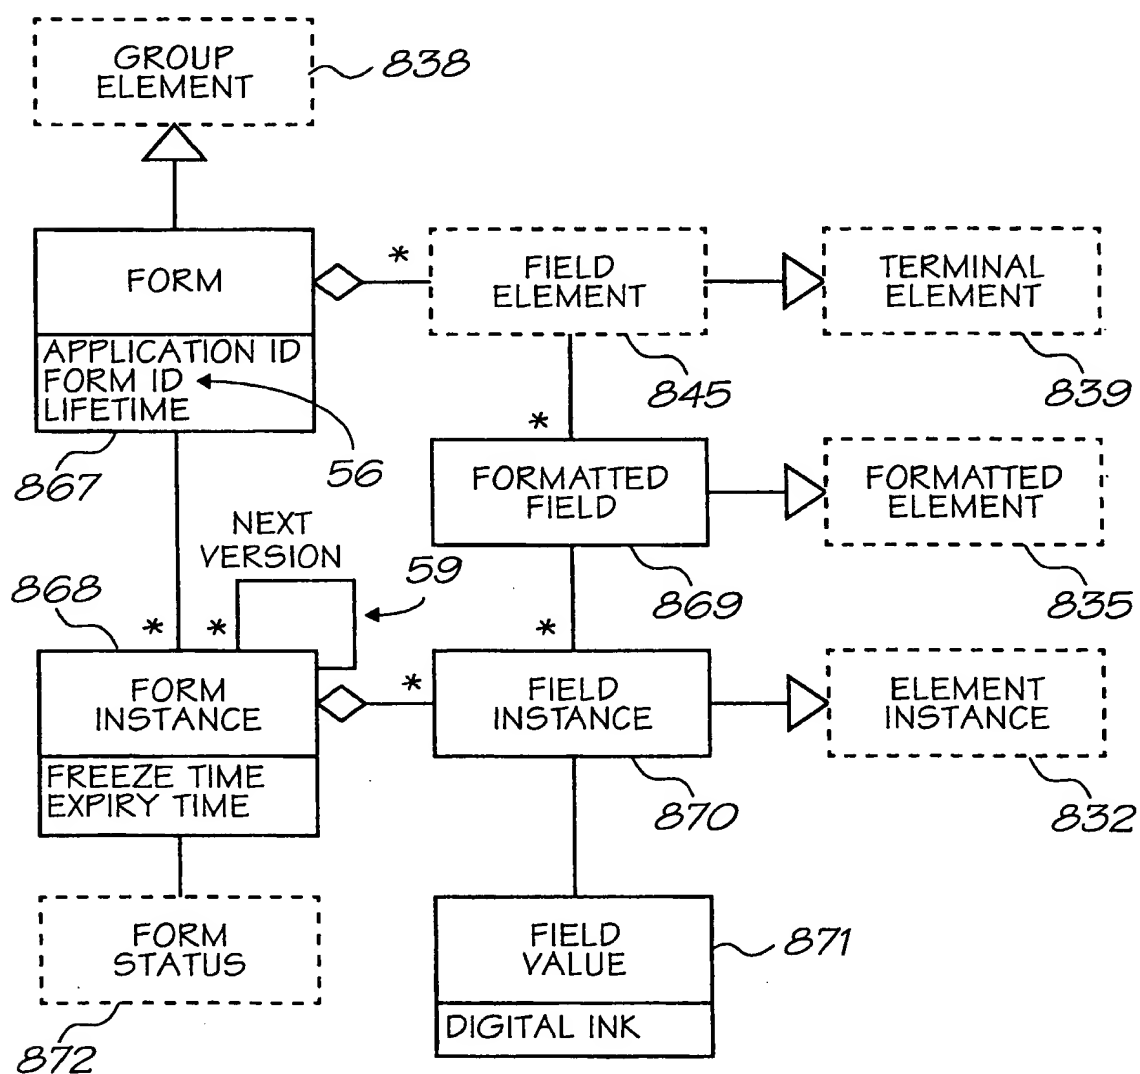 GROUP
ELEMENT
838
FORM
*
FIELD
ELEMENT
TERMINAL
ELEMENT
APPLICATION ID
FORM ID
LIFETIME
845
839
867
56
*
FORMATTED
FIELD
FORMATTED
ELEMENT
NEXT
VERSION
59
869
835
868
*
*
*
FORM
INSTANCE
*
FIELD
INSTANCE
ELEMENT
INSTANCE
FREEZE TIME
EXPIRY TIME
870
832
FORM
STATUS
FIELD
VALUE
871
DIGITAL INK
872